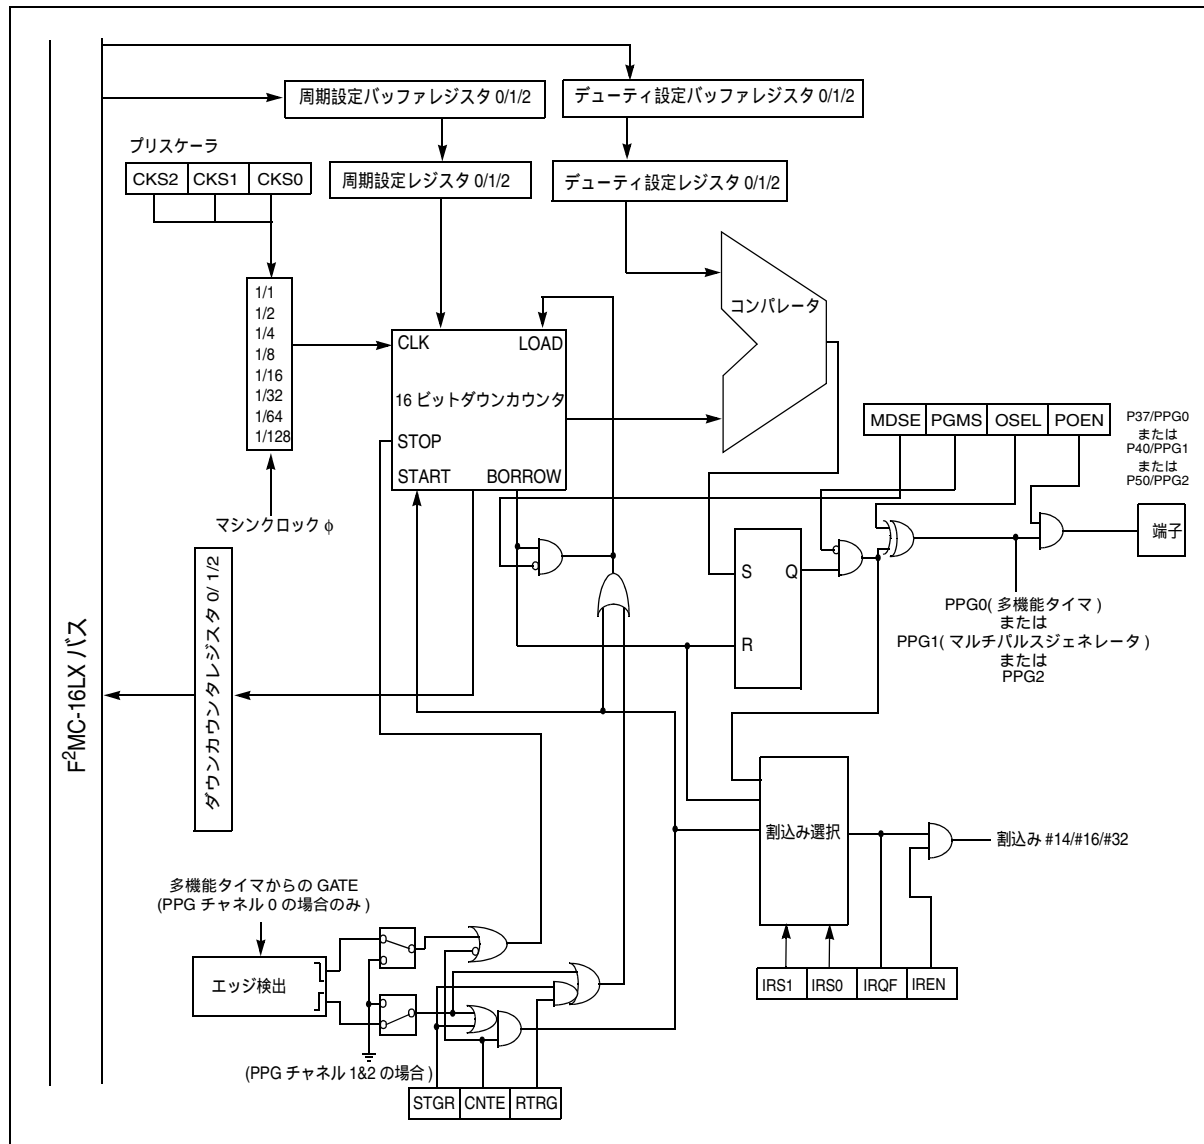 周期設定バッファレジスタ 0/1/2
デューティ設定バッファレジスタ 0/1/2
プリスケーラ
CKS2 CKS1 CKS0
周期設定レジスタ 0/1/2
デューティ設定レジスタ 0/1/2
1/1
1/2
1/4
1/8
1/16
1/32
1/64
1/128
マシンクロック φ
CLK
LOAD
16 ビットダウンカウンタ
STOP
START
BORROW
コンパレータ
MDSE PGMS OSEL POEN
P37/PPG0
または
P40/PPG1
または
P50/PPG2
端子
S
Q
R
PPG0( 多機能タイマ )
または
PPG1( マルチパルスジェネレータ )
または
PPG2
F²MC-16LX バス
ダウンカウンタレジスタ 0/ 1/2
割込み選択
割込み #14/#16/#32
IRS1 IRS0 IRQF IREN
多機能タイマからの GATE
(PPG チャネル 0 の場合のみ )
エッジ検出
(PPG チャネル 1&2 の場合 )
STGR CNTE RTRG